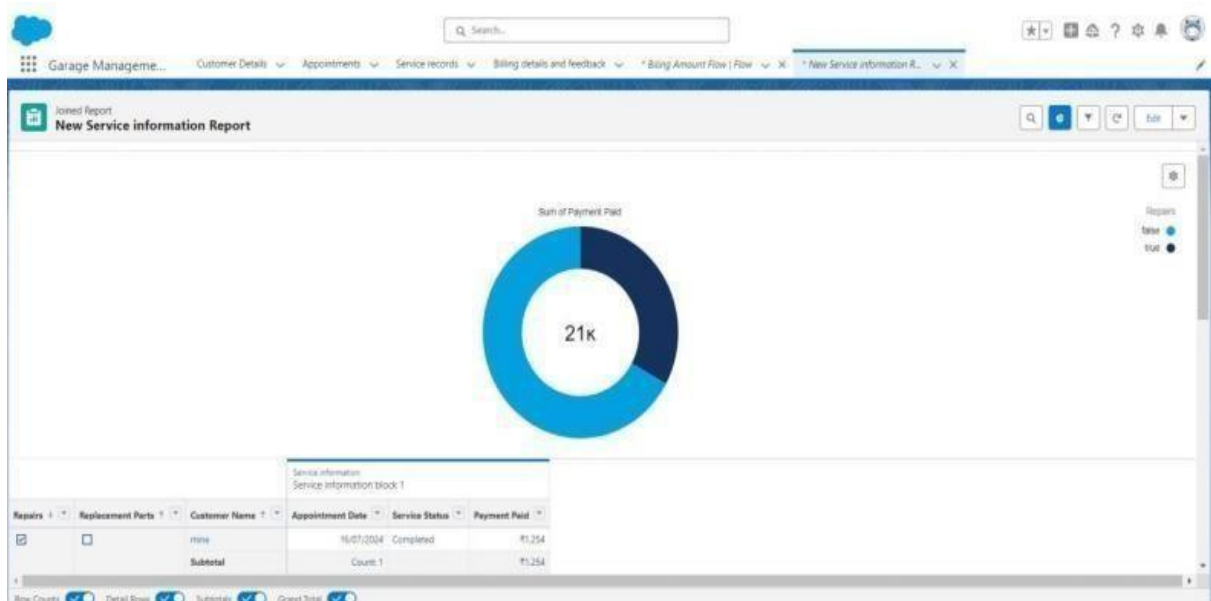 Search...
Garage Manageme... Customer Details Appointments Service records Billing details and feedback * Billing Amount Flow | Flow * New Service information R...
Joined Report
New Service information Report
Edit
Sum of Payment Paid
Repairs
false
true
21K
Service information
Service information block 1
Repairs Replacement Parts Customer Name Appointment Date Service Status Payment Paid
mine 16/07/2024 Completed ₹1,254
Subtotal Count: 1 ₹1,254
Row Counts Detail Rows Subtotals Grand Total